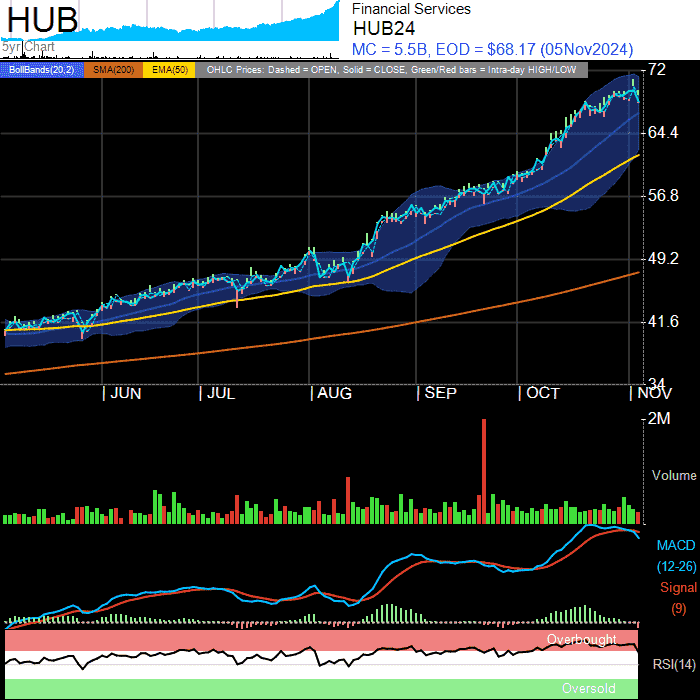 HUB
5yr Chart
Financial Services
HUB24
MC = 5.5B, EOD = $68.17 (05Nov2024)
BollBands(20,2) SMA(200) EMA(50) OHLC Prices: Dashed = OPEN, Solid = CLOSE, Green/Red bars = Intra-day HIGH/LOW
72
64.4
56.8
49.2
41.6
34
JUN JUL AUG SEP OCT NOV
2M
Volume
MACD
(12-26)
Signal
(9)
Overbought
RSI(14)
Oversold